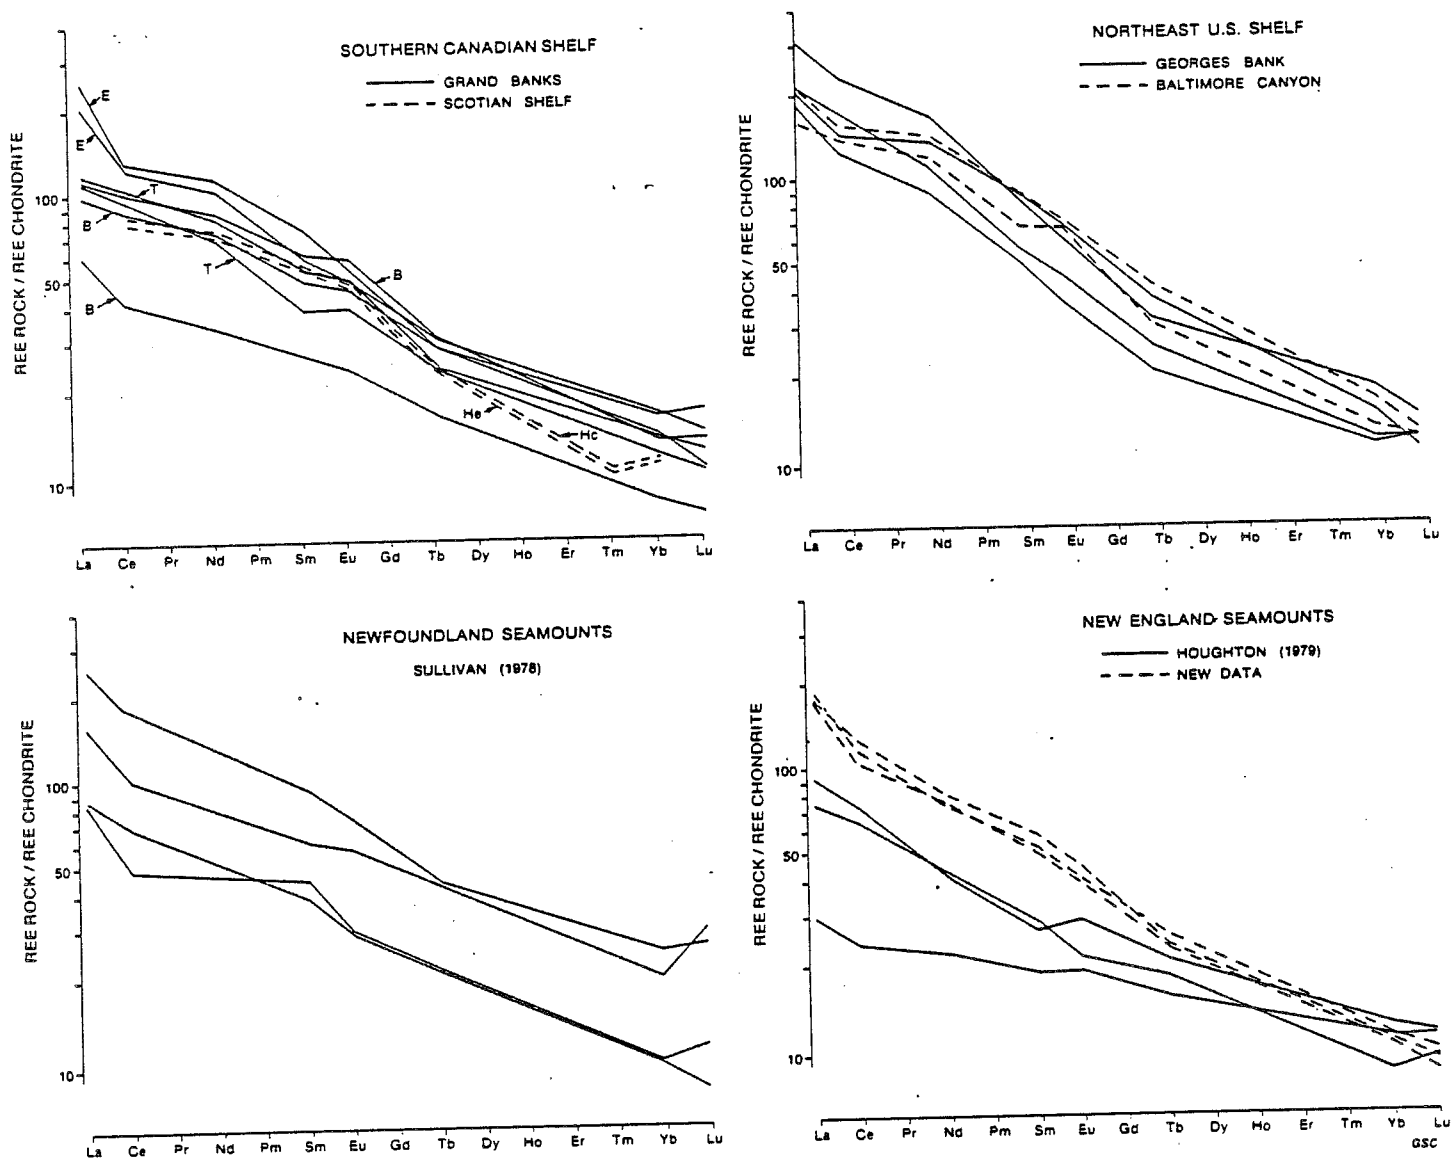 SOUTHERN CANADIAN SHELF
GRAND BANKS
SCOTIAN SHELF
REE ROCK / REE CHONDRITE
100
50
10
E
E
T
B
T
B
B
He
Hc
La Ce Pr Nd Pm Sm Eu Gd Tb Dy Ho Er Tm Yb Lu
NORTHEAST U.S. SHELF
GEORGES BANK
BALTIMORE CANYON
REE ROCK / REE CHONDRITE
100
50
10
La Ce Pr Nd Pm Sm Eu Gd Tb Dy Ho Er Tm Yb Lu
NEWFOUNDLAND SEAMOUNTS
SULLIVAN (1978)
REE ROCK / REE CHONDRITE
100
50
10
La Ce Pr Nd Pm Sm Eu Gd Tb Dy Ho Er Tm Yb Lu
NEW ENGLAND SEAMOUNTS
HOUGHTON (1979)
NEW DATA
REE ROCK / REE CHONDRITE
100
50
10
La Ce Pr Nd Pm Sm Eu Gd Tb Dy Ho Er Tm Yb Lu
GSC